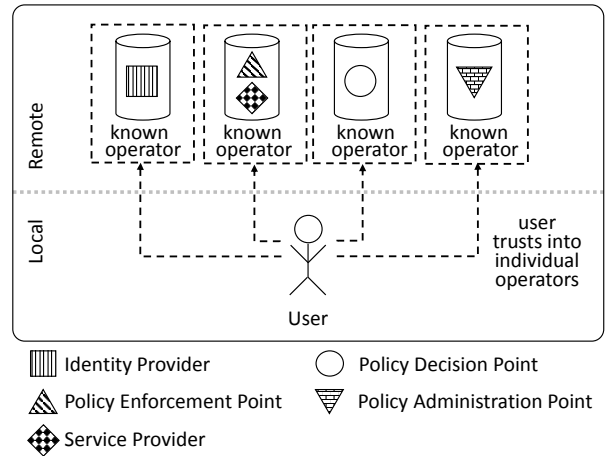 Remote
known
operator
known
operator
known
operator
known
operator
Local
user
trusts into
individual
operators
User
Identity Provider
Policy Decision Point
Policy Enforcement Point
Policy Administration Point
Service Provider